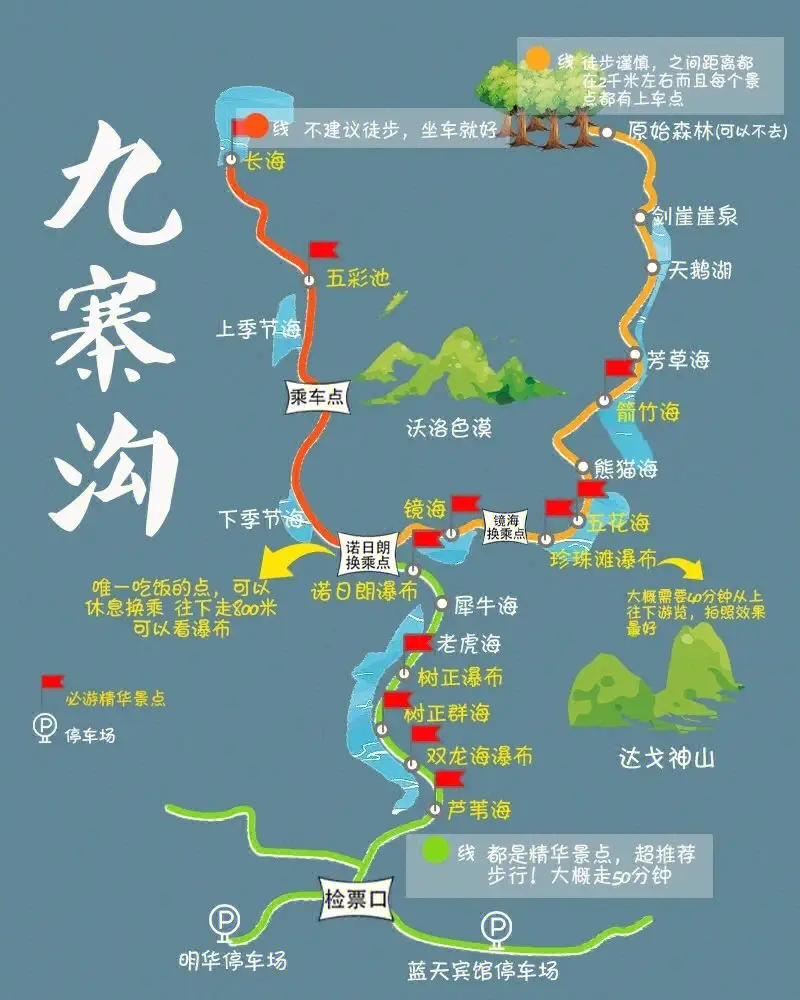 九寨沟
线 徒步谨慎，之间距离都
在2千米左右而且每个景
点都有上车点
线 不建议徒步，坐车就好
原始森林(可以不去)
长海
剑崖崖泉
天鹅湖
五彩池
上季节海
芳草海
乘车点
箭竹海
沃洛色漠
熊猫海
下季节海
镜海
镜海
换乘点
五花海
诺日朗
换乘点
珍珠滩瀑布
诺日朗瀑布
唯一吃饭的点，可以
休息换乘 往下走800米
可以看瀑布
大概需要40分钟从上
往下游览，拍照效果
最好
犀牛海
老虎海
树正瀑布
必游精华景点
树正群海
停车场
双龙海瀑布
达戈神山
芦苇海
线 都是精华景点，超推荐
步行！大概走50分钟
检票口
P
明华停车场
P
蓝天宾馆停车场
P